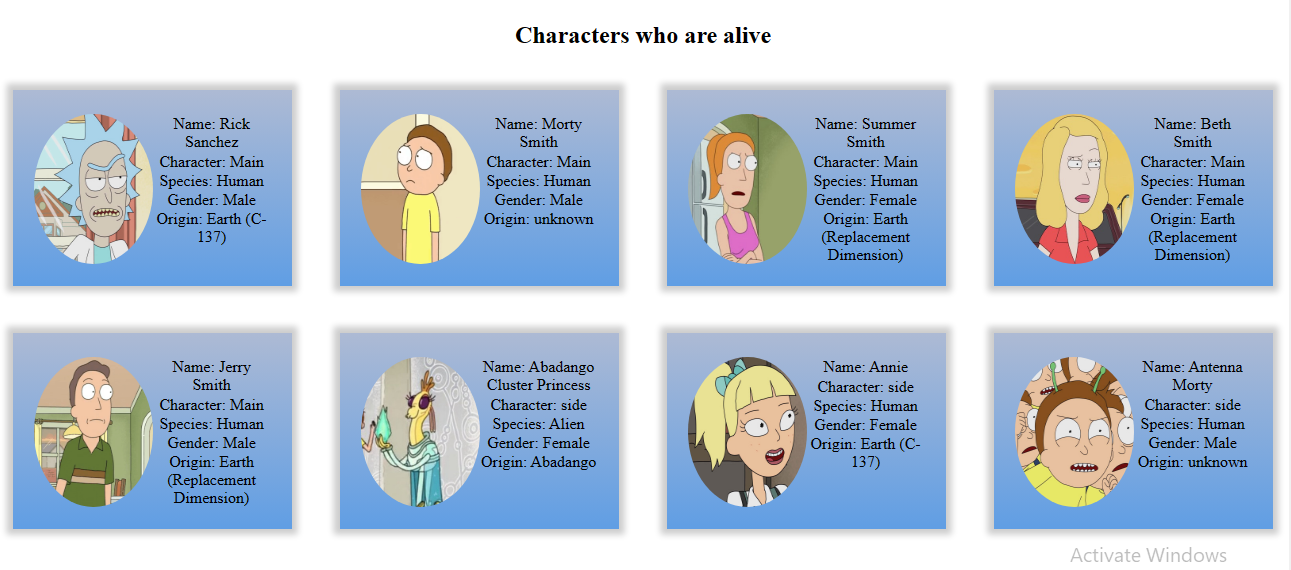 Characters who are alive
Name: Rick
Sanchez
Character: Main
Species: Human
Gender: Male
Origin: Earth (C-
137)
Name: Morty
Smith
Character: Main
Species: Human
Gender: Male
Origin: unknown
Name: Summer
Smith
Character: Main
Species: Human
Gender: Female
Origin: Earth
(Replacement
Dimension)
Name: Beth
Smith
Character: Main
Species: Human
Gender: Female
Origin: Earth
(Replacement
Dimension)
Name: Jerry
Smith
Character: Main
Species: Human
Gender: Male
Origin: Earth
(Replacement
Dimension)
Name: Abadango
Cluster Princess
Character: side
Species: Alien
Gender: Female
Origin: Abadango
Name: Annie
Character: side
Species: Human
Gender: Female
Origin: Earth (C-
137)
Name: Antenna
Morty
Character: side
Species: Human
Gender: Male
Origin: unknown
Activate Windows